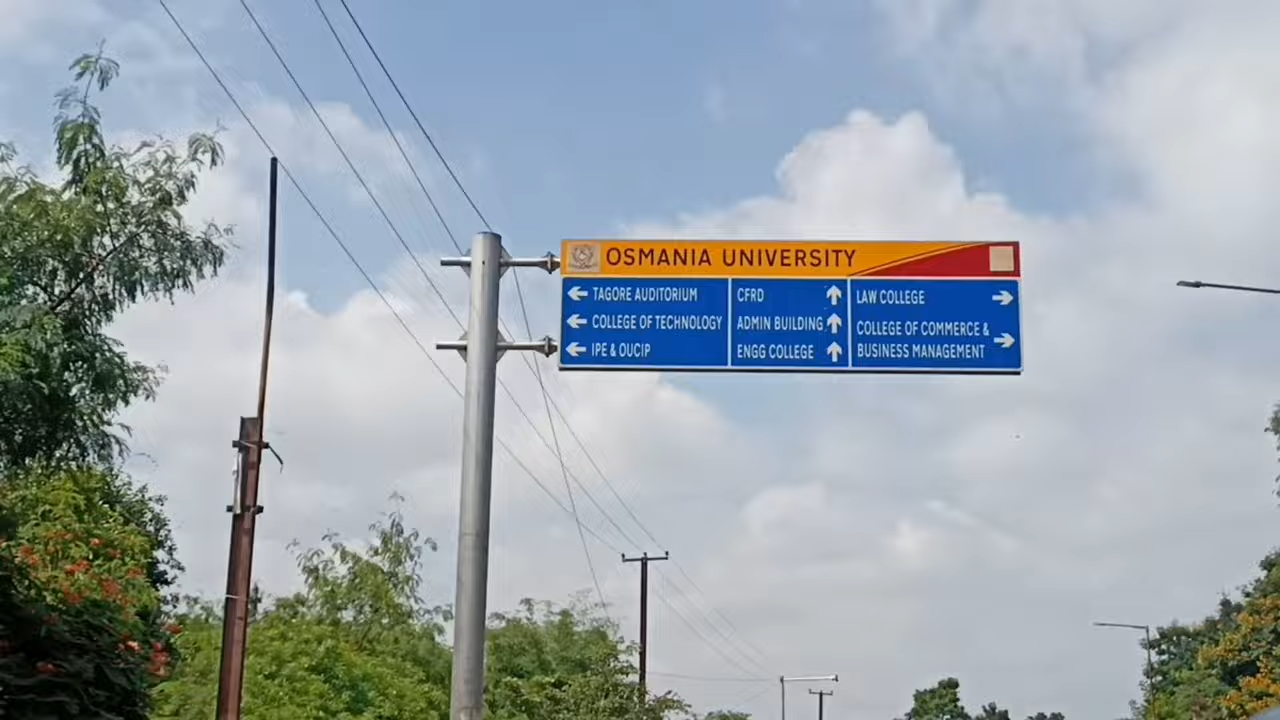 OSMANIA UNIVERSITY
TAGORE AUDITORIUM
COLLEGE OF TECHNOLOGY
IPE & OUCIP
CFRD
ADMIN BUILDING
ENGG COLLEGE
LAW COLLEGE
COLLEGE OF COMMERCE &
BUSINESS MANAGEMENT